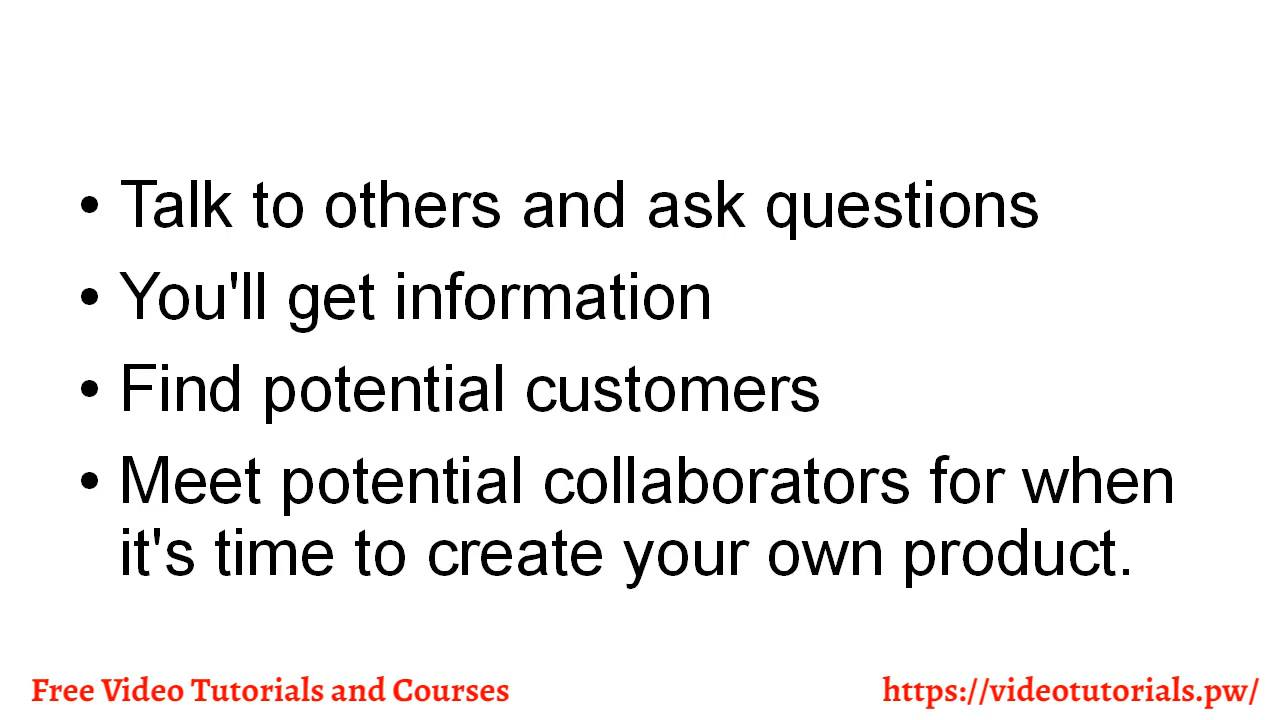 • Talk to others and ask questions
• You'll get information
• Find potential customers
• Meet potential collaborators for when
it's time to create your own product.
Free Video Tutorials and Courses
https://videotutorials.pw/